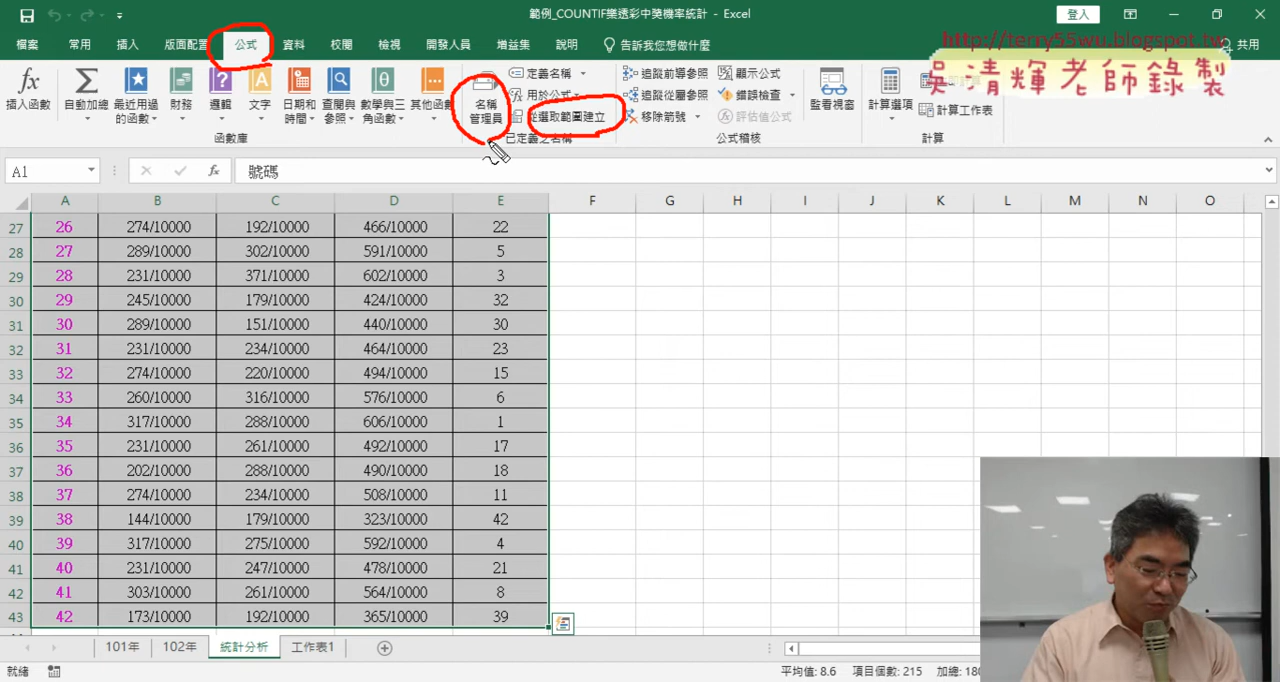 範例_COUNTIF樂透彩中獎機率統計 - Excel
登入
檔案 常用 插入 版面配置 公式 資料 校閱 檢視 開發人員 增益集 說明 告訴我您想做什麼 共用
http://terry55wu.blogspot.tw
吳清輝老師錄製
插入函數 自動加總 最近用過的函數 財務 邏輯 文字 日期和時間 查閱與參照 數學與三角函數 其他函數
函數庫
名稱管理員 定義名稱 用於公式 從選取範圍建立
已定義之名稱
追蹤前導參照 追蹤從屬參照 移除箭號 顯示公式 錯誤檢查 評估值公式 監看視窗
公式稽核
計算選項 計算工作表
計算
A1 fx 號碼
A B C D E F G H I J K L M N O
27 26 274/10000 192/10000 466/10000 22
28 27 289/10000 302/10000 591/10000 5
29 28 231/10000 371/10000 602/10000 3
30 29 245/10000 179/10000 424/10000 32
31 30 289/10000 151/10000 440/10000 30
32 31 231/10000 234/10000 464/10000 23
33 32 274/10000 220/10000 494/10000 15
34 33 260/10000 316/10000 576/10000 6
35 34 317/10000 288/10000 606/10000 1
36 35 231/10000 261/10000 492/10000 17
37 36 202/10000 288/10000 490/10000 18
38 37 274/10000 234/10000 508/10000 11
39 38 144/10000 179/10000 323/10000 42
40 39 317/10000 275/10000 592/10000 4
41 40 231/10000 247/10000 478/10000 21
42 41 303/10000 261/10000 564/10000 8
43 42 173/10000 192/10000 365/10000 39
101年 102年 統計分析 工作表1
就緒 平均值: 8.6 項目個數: 215 加總: 180